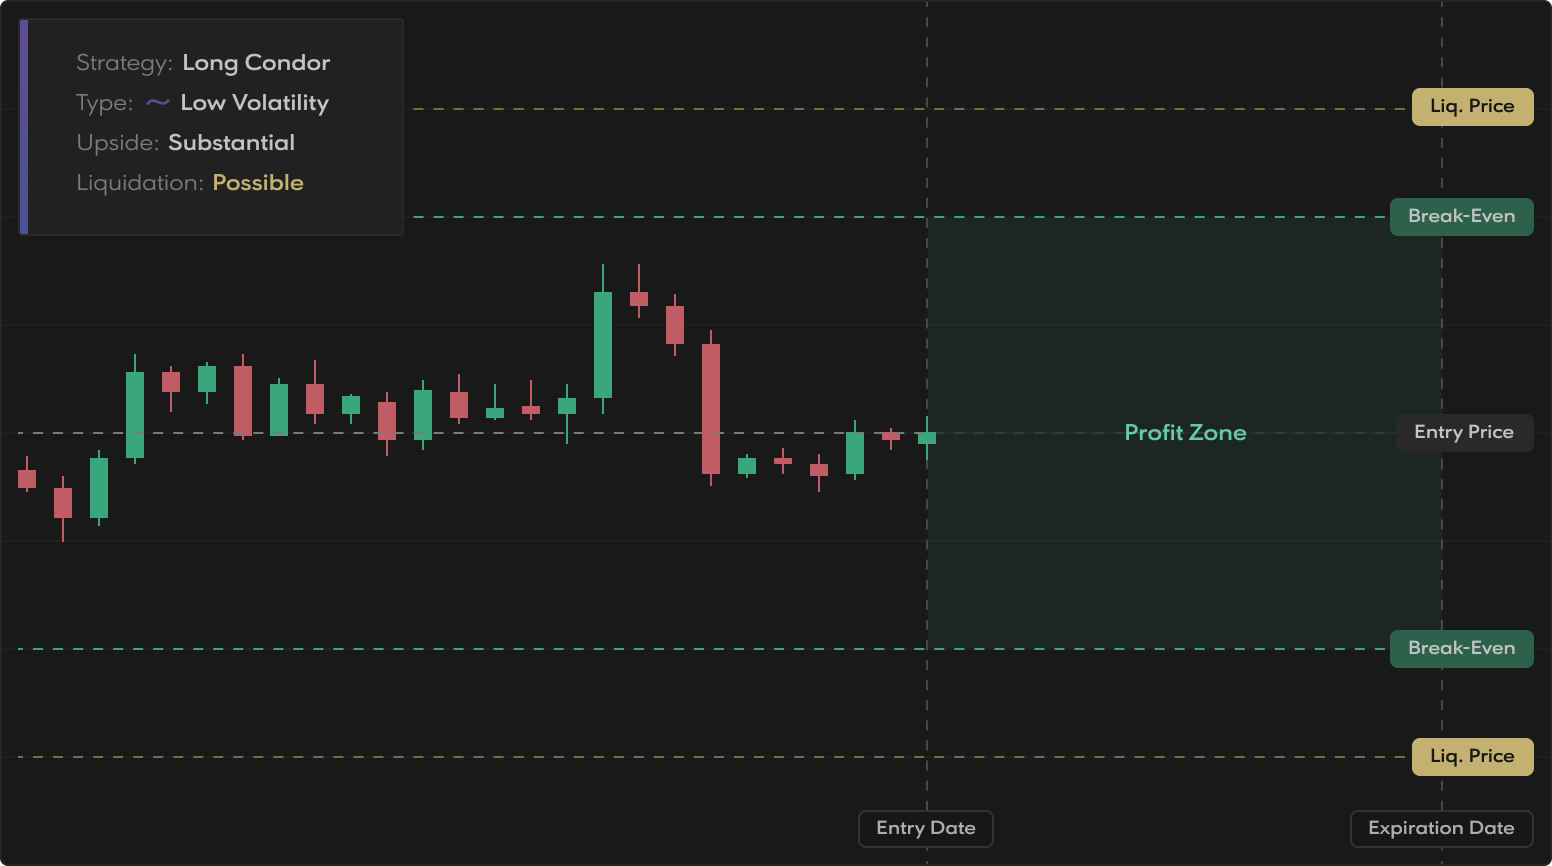 Strategy: Long Condor
Type: ~ Low Volatility
Upside: Substantial
Liquidation: Possible
Liq. Price
Break-Even
Profit Zone
Entry Price
Break-Even
Liq. Price
Entry Date
Expiration Date